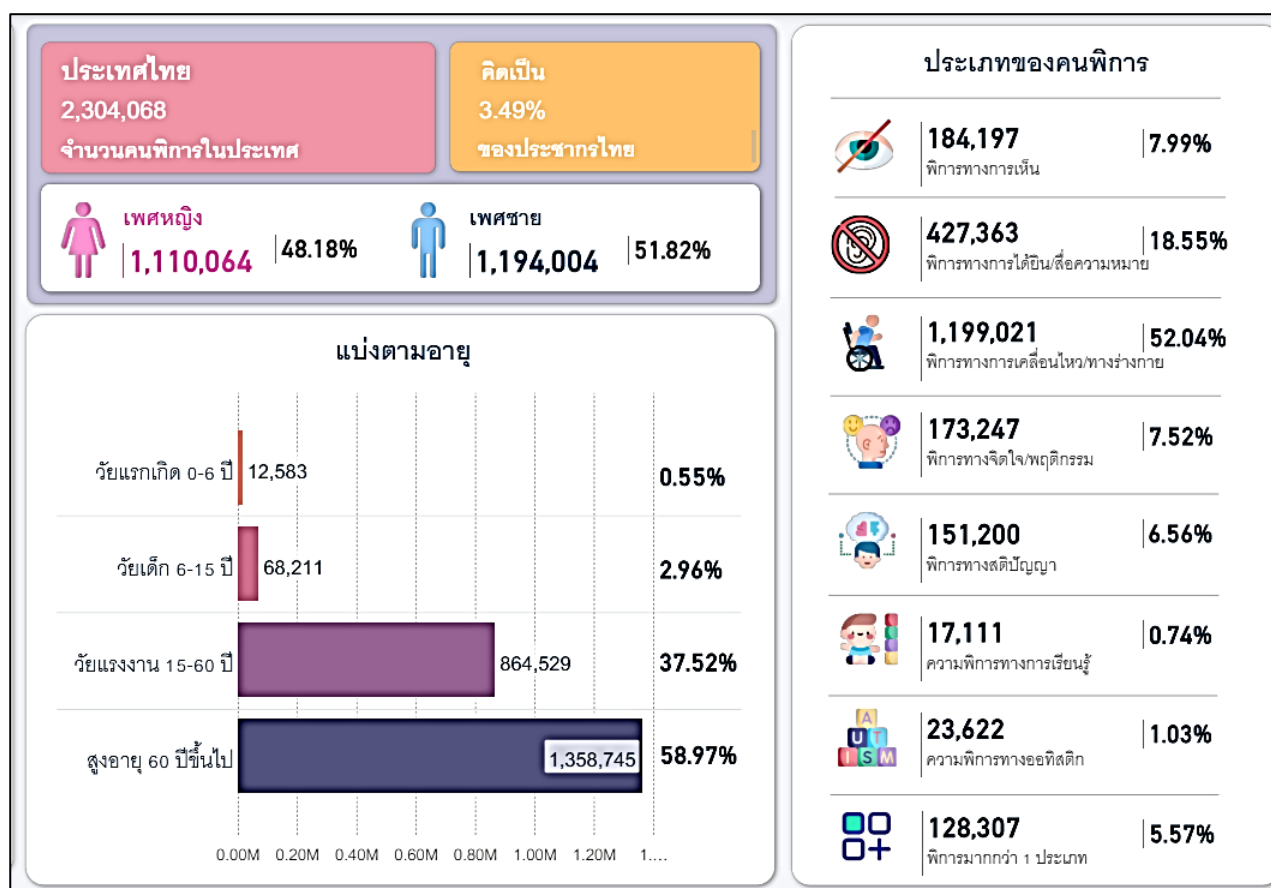 ประเทศไทย
2,304,068
จำนวนคนพิการในประเทศ
คิดเป็น
3.49%
ของประชากรไทย
เพศหญิง
1,110,064
48.18%
เพศชาย
1,194,004
51.82%
แบ่งตามอายุ
วัยแรกเกิด 0-6 ปี 12,583 0.55%
วัยเด็ก 6-15 ปี 68,211 2.96%
วัยแรงงาน 15-60 ปี 864,529 37.52%
สูงอายุ 60 ปีขึ้นไป 1,358,745 58.97%
0.00M 0.20M 0.40M 0.60M 0.80M 1.00M 1.20M 1....
ประเภทของคนพิการ
184,197 7.99%
พิการทางการเห็น
427,363 18.55%
พิการทางการได้ยิน/สื่อความหมาย
1,199,021 52.04%
พิการทางการเคลื่อนไหว/ทางร่างกาย
173,247 7.52%
พิการทางจิตใจ/พฤติกรรม
151,200 6.56%
พิการทางสติปัญญา
17,111 0.74%
ความพิการทางการเรียนรู้
A
U T
I S M
23,622 1.03%
ความพิการทางออทิสติก
128,307 5.57%
พิการมากกว่า 1 ประเภท